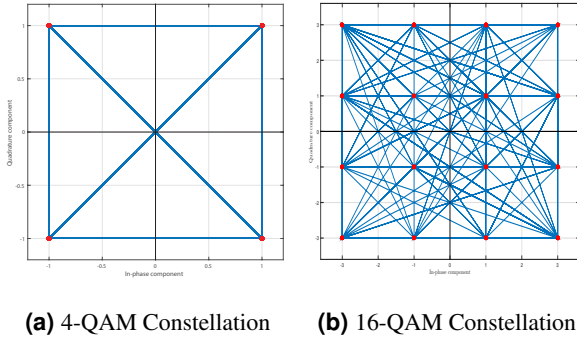 1
0.5
0
-0.5
-1
Quadrature component
-1 -0.5 0 0.5 1
In-phase component
(a) 4-QAM Constellation
3
2
1
0
-1
-2
-3
Quadrature component
-3 -2 -1 0 1 2 3
In-phase component
(b) 16-QAM Constellation